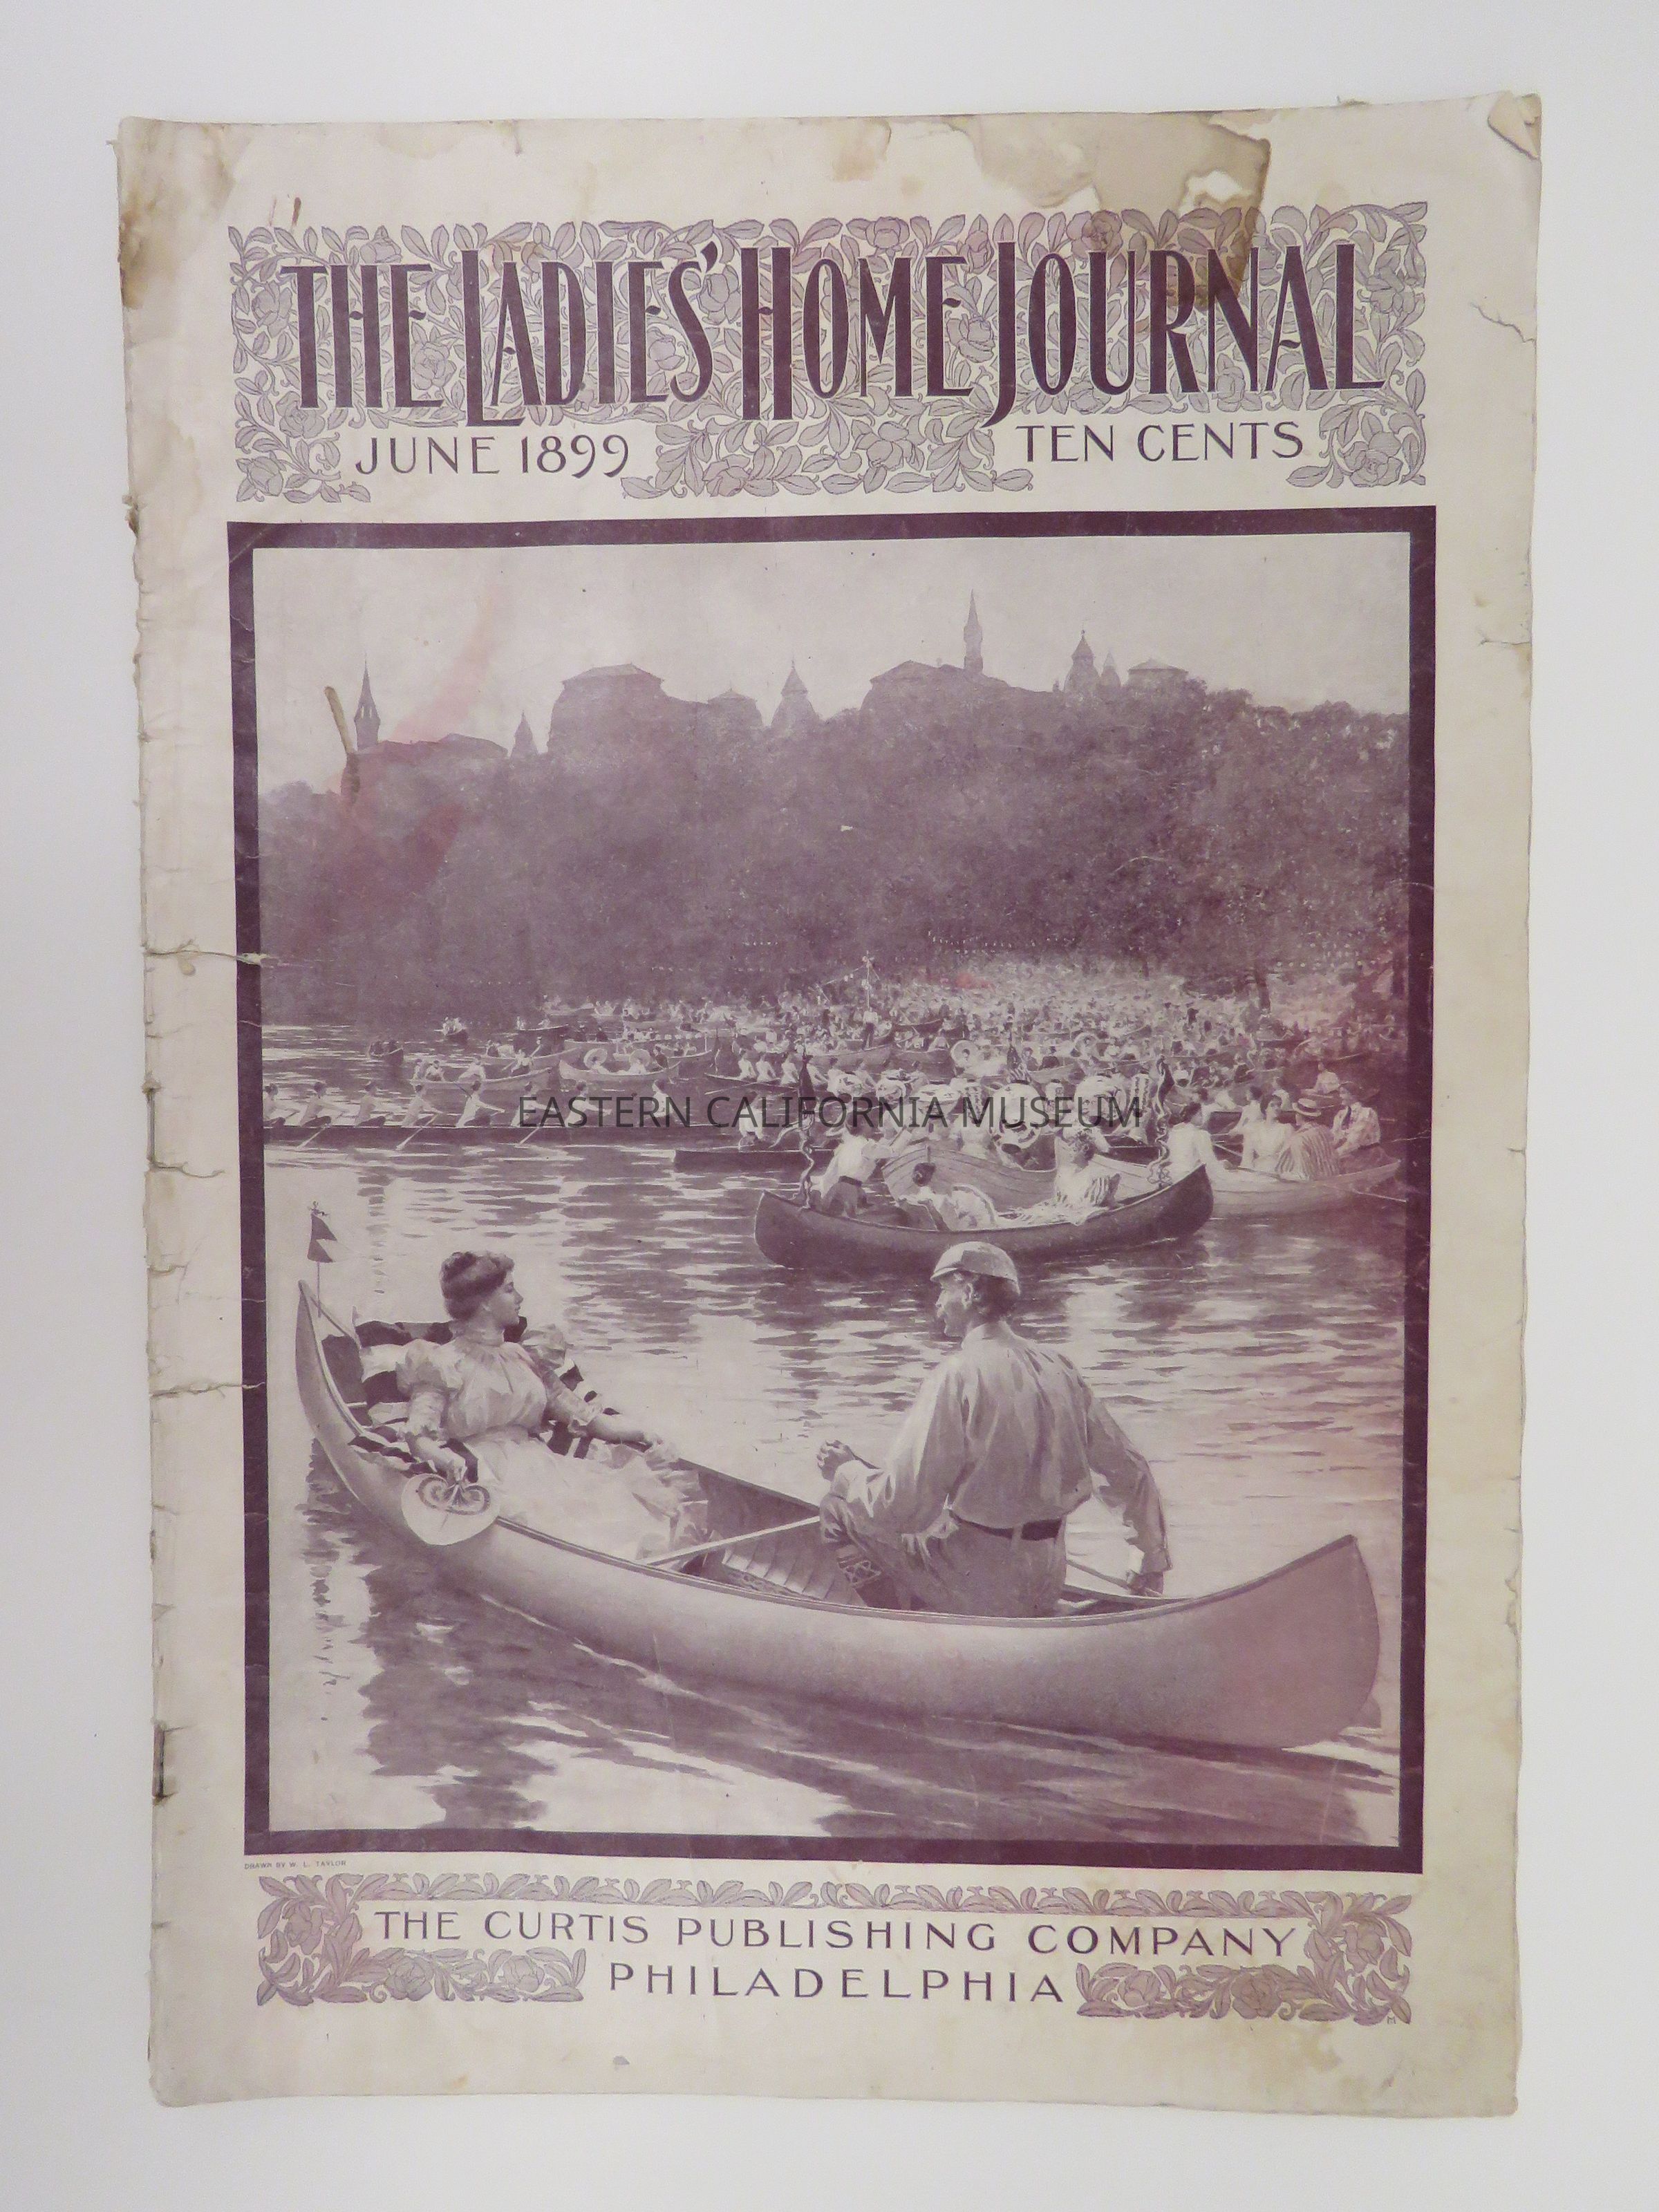 THE LADIES' HOME JOURNAL
JUNE 1899
TEN CENTS
EASTERN CALIFORNIA MUSEUM
DRAWN BY W. L. TAYLOR
THE CURTIS PUBLISHING COMPANY
PHILADELPHIA